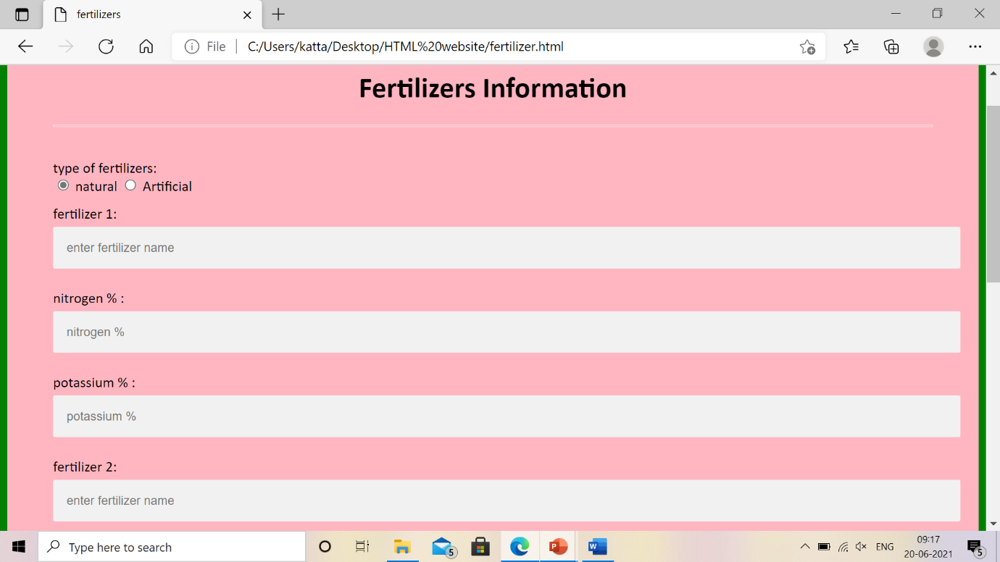 fertilizers
File
C:/Users/katta/Desktop/HTML%20website/fertilizer.html
Fertilizers Information
type of fertilizers:
natural Artificial
fertilizer 1:
enter fertilizer name
nitrogen % :
nitrogen %
potassium % :
potassium %
fertilizer 2:
enter fertilizer name
Type here to search
5
P
W
ENG
09:17
20-06-2021
5